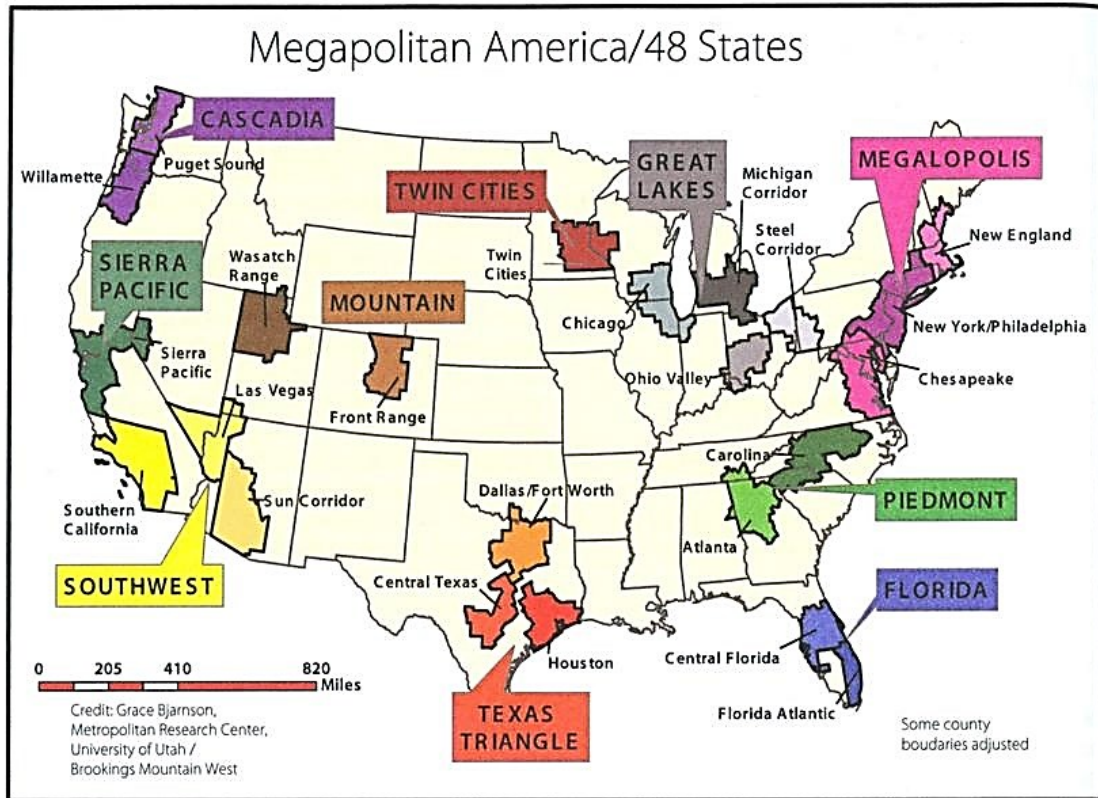 Megapolitan America/48 States
CASCADIA
Puget Sound
Willamette
SIERRA
PACIFIC
Sierra
Pacific
Wasatch
Range
MOUNTAIN
Front Range
Las Vegas
Southern
California
Sun Corridor
SOUTHWEST
TWIN CITIES
Twin
Cities
GREAT
LAKES
Michigan
Corridor
Steel
Corridor
Chicago
Ohio Valley
MEGALOPOLIS
New England
New York/Philadelphia
Chesapeake
Carolina
PIEDMONT
Atlanta
Dallas/Fort Worth
Central Texas
Houston
TEXAS
TRIANGLE
FLORIDA
Central Florida
Florida Atlantic
0 205 410 820
Miles
Credit: Grace Bjarnson,
Metropolitan Research Center,
University of Utah /
Brookings Mountain West
Some county
boudaries adjusted